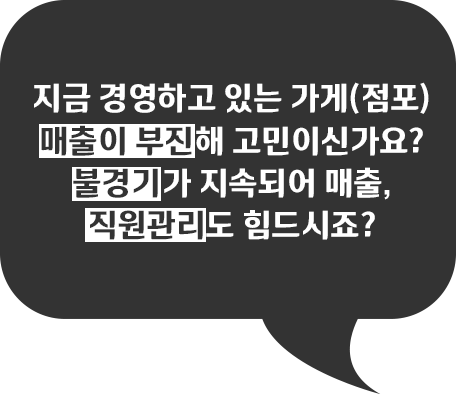 지금 경영하고 있는 가게(점포)
매출이 부진해 고민이신가요?
불경기가 지속되어 매출,
직원관리도 힘드시죠?